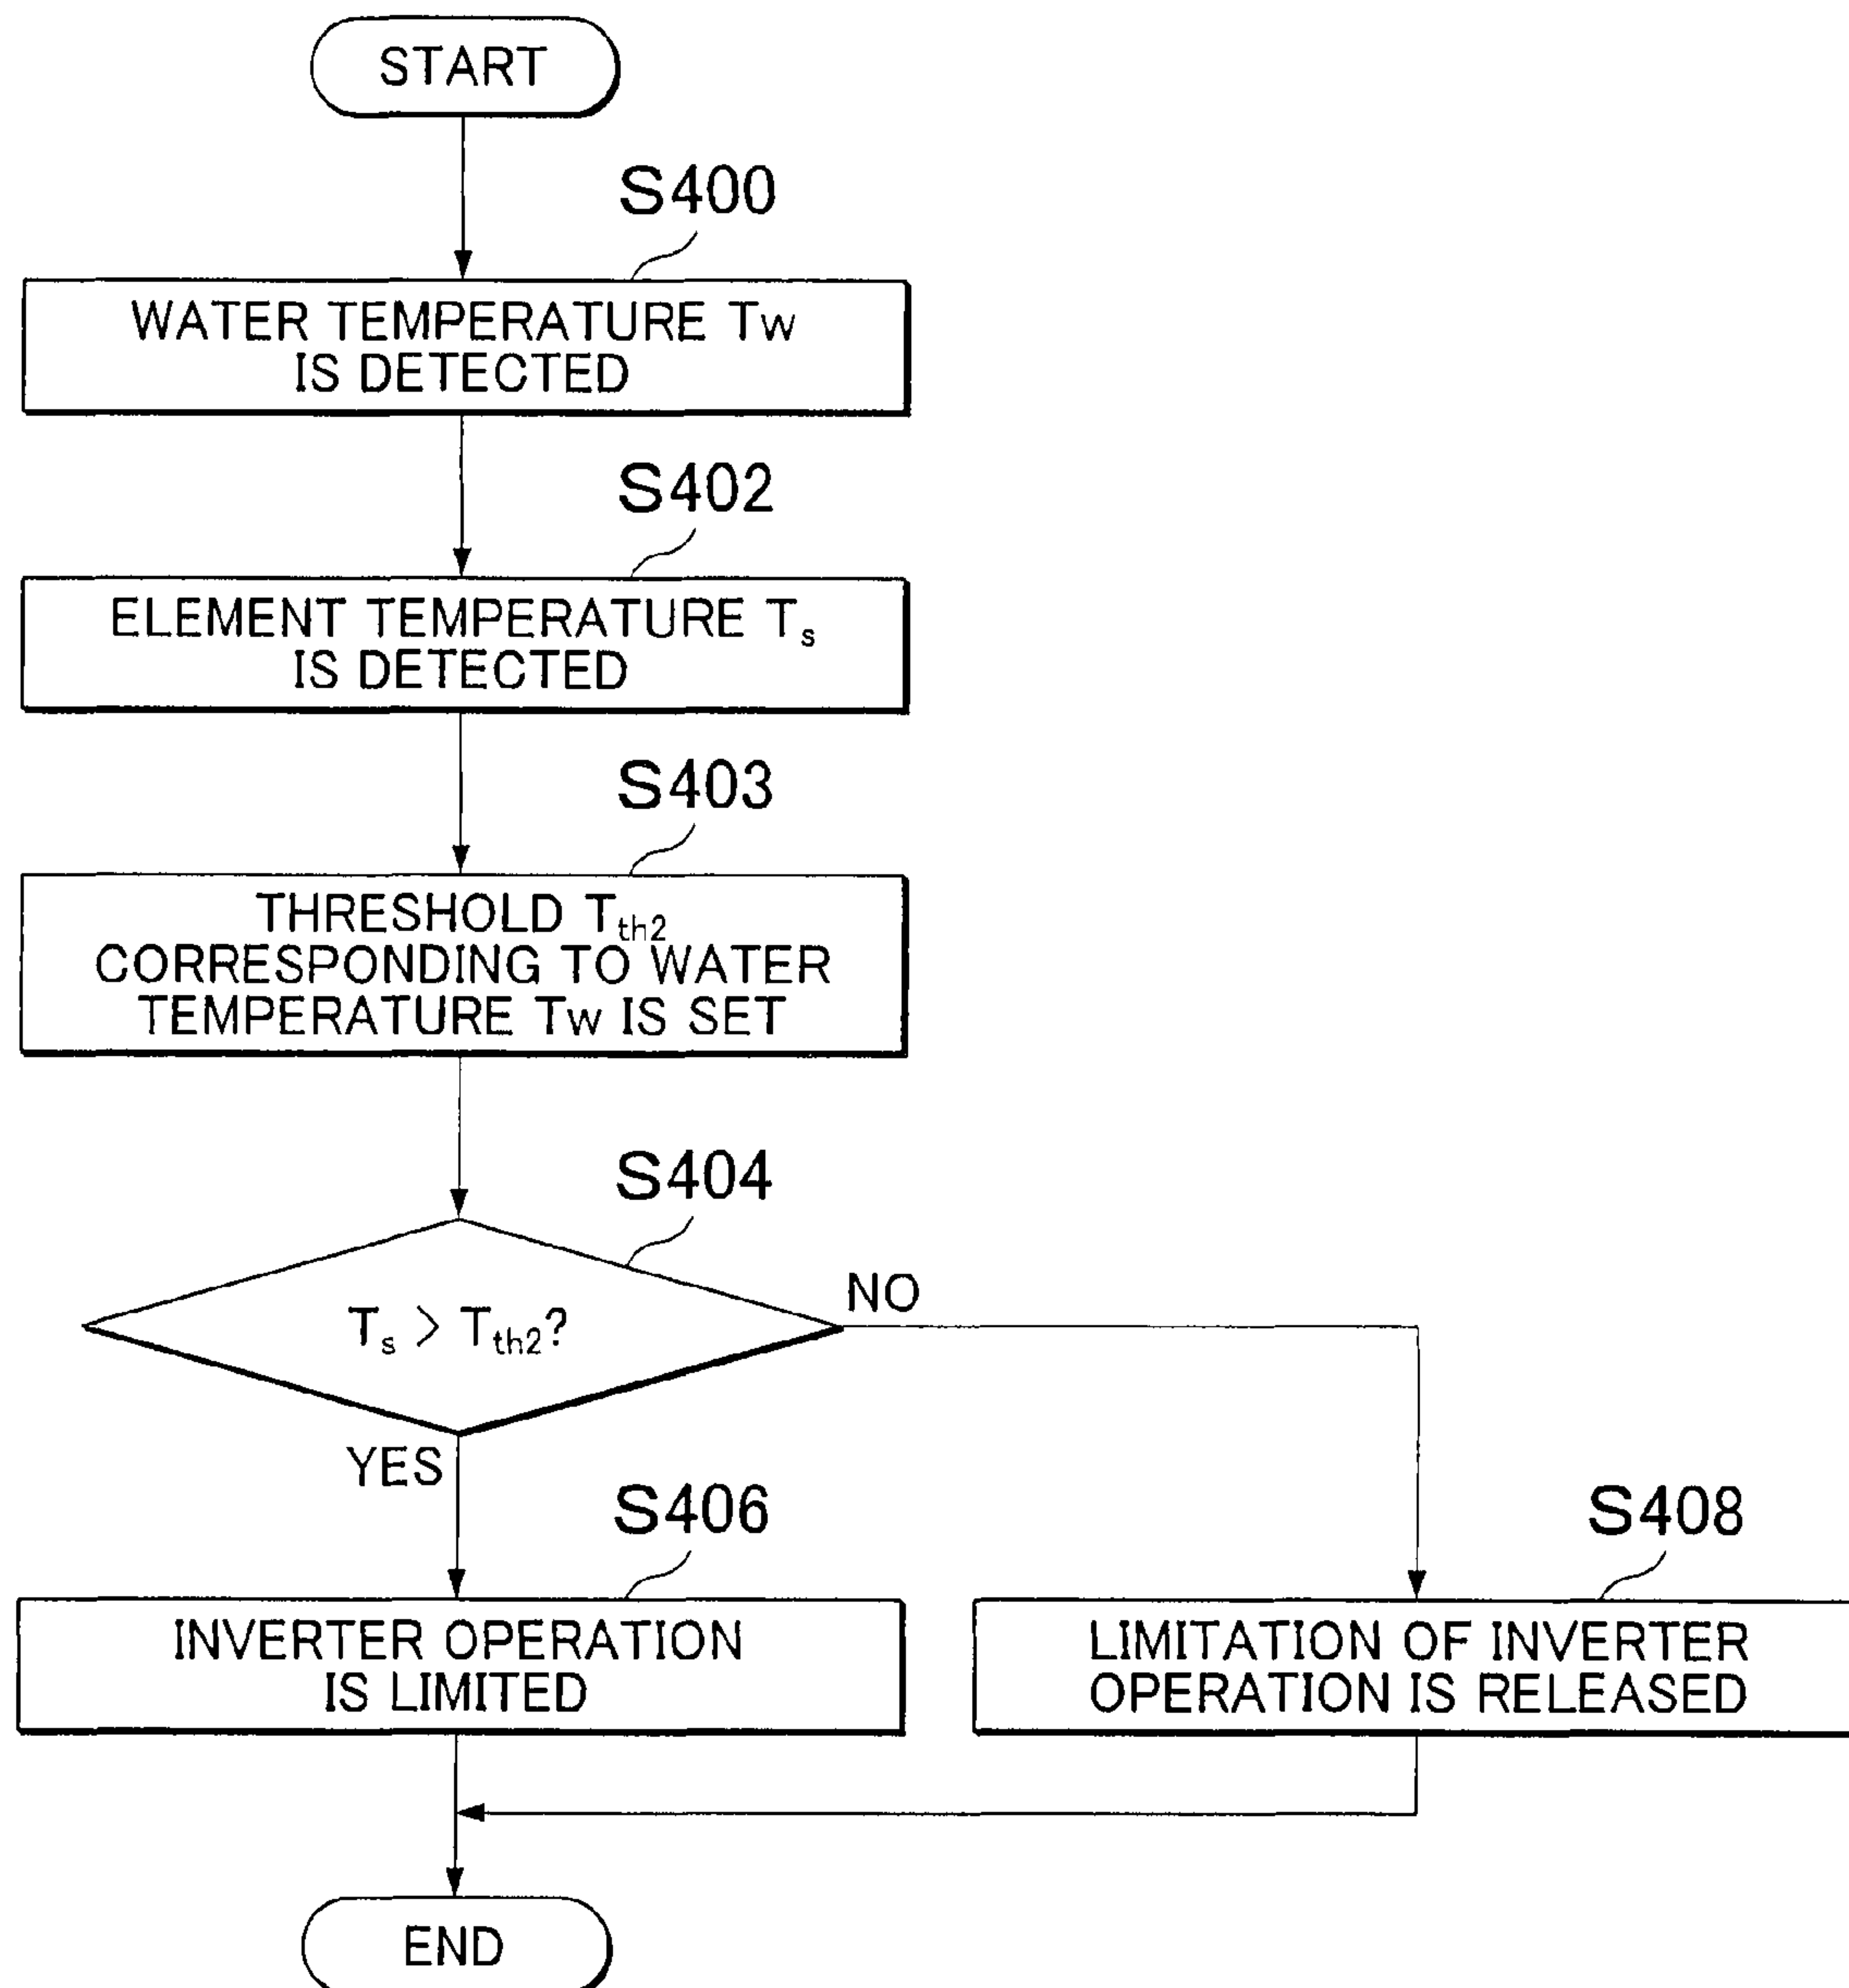 START
S400
WATER TEMPERATURE Tw
IS DETECTED
S402
ELEMENT TEMPERATURE Ts
IS DETECTED
S403
THRESHOLD Tth2
CORRESPONDING TO WATER
TEMPERATURE Tw IS SET
S404
Ts > Tth2?
NO
YES
S406
INVERTER OPERATION
IS LIMITED
S408
LIMITATION OF INVERTER
OPERATION IS RELEASED
END